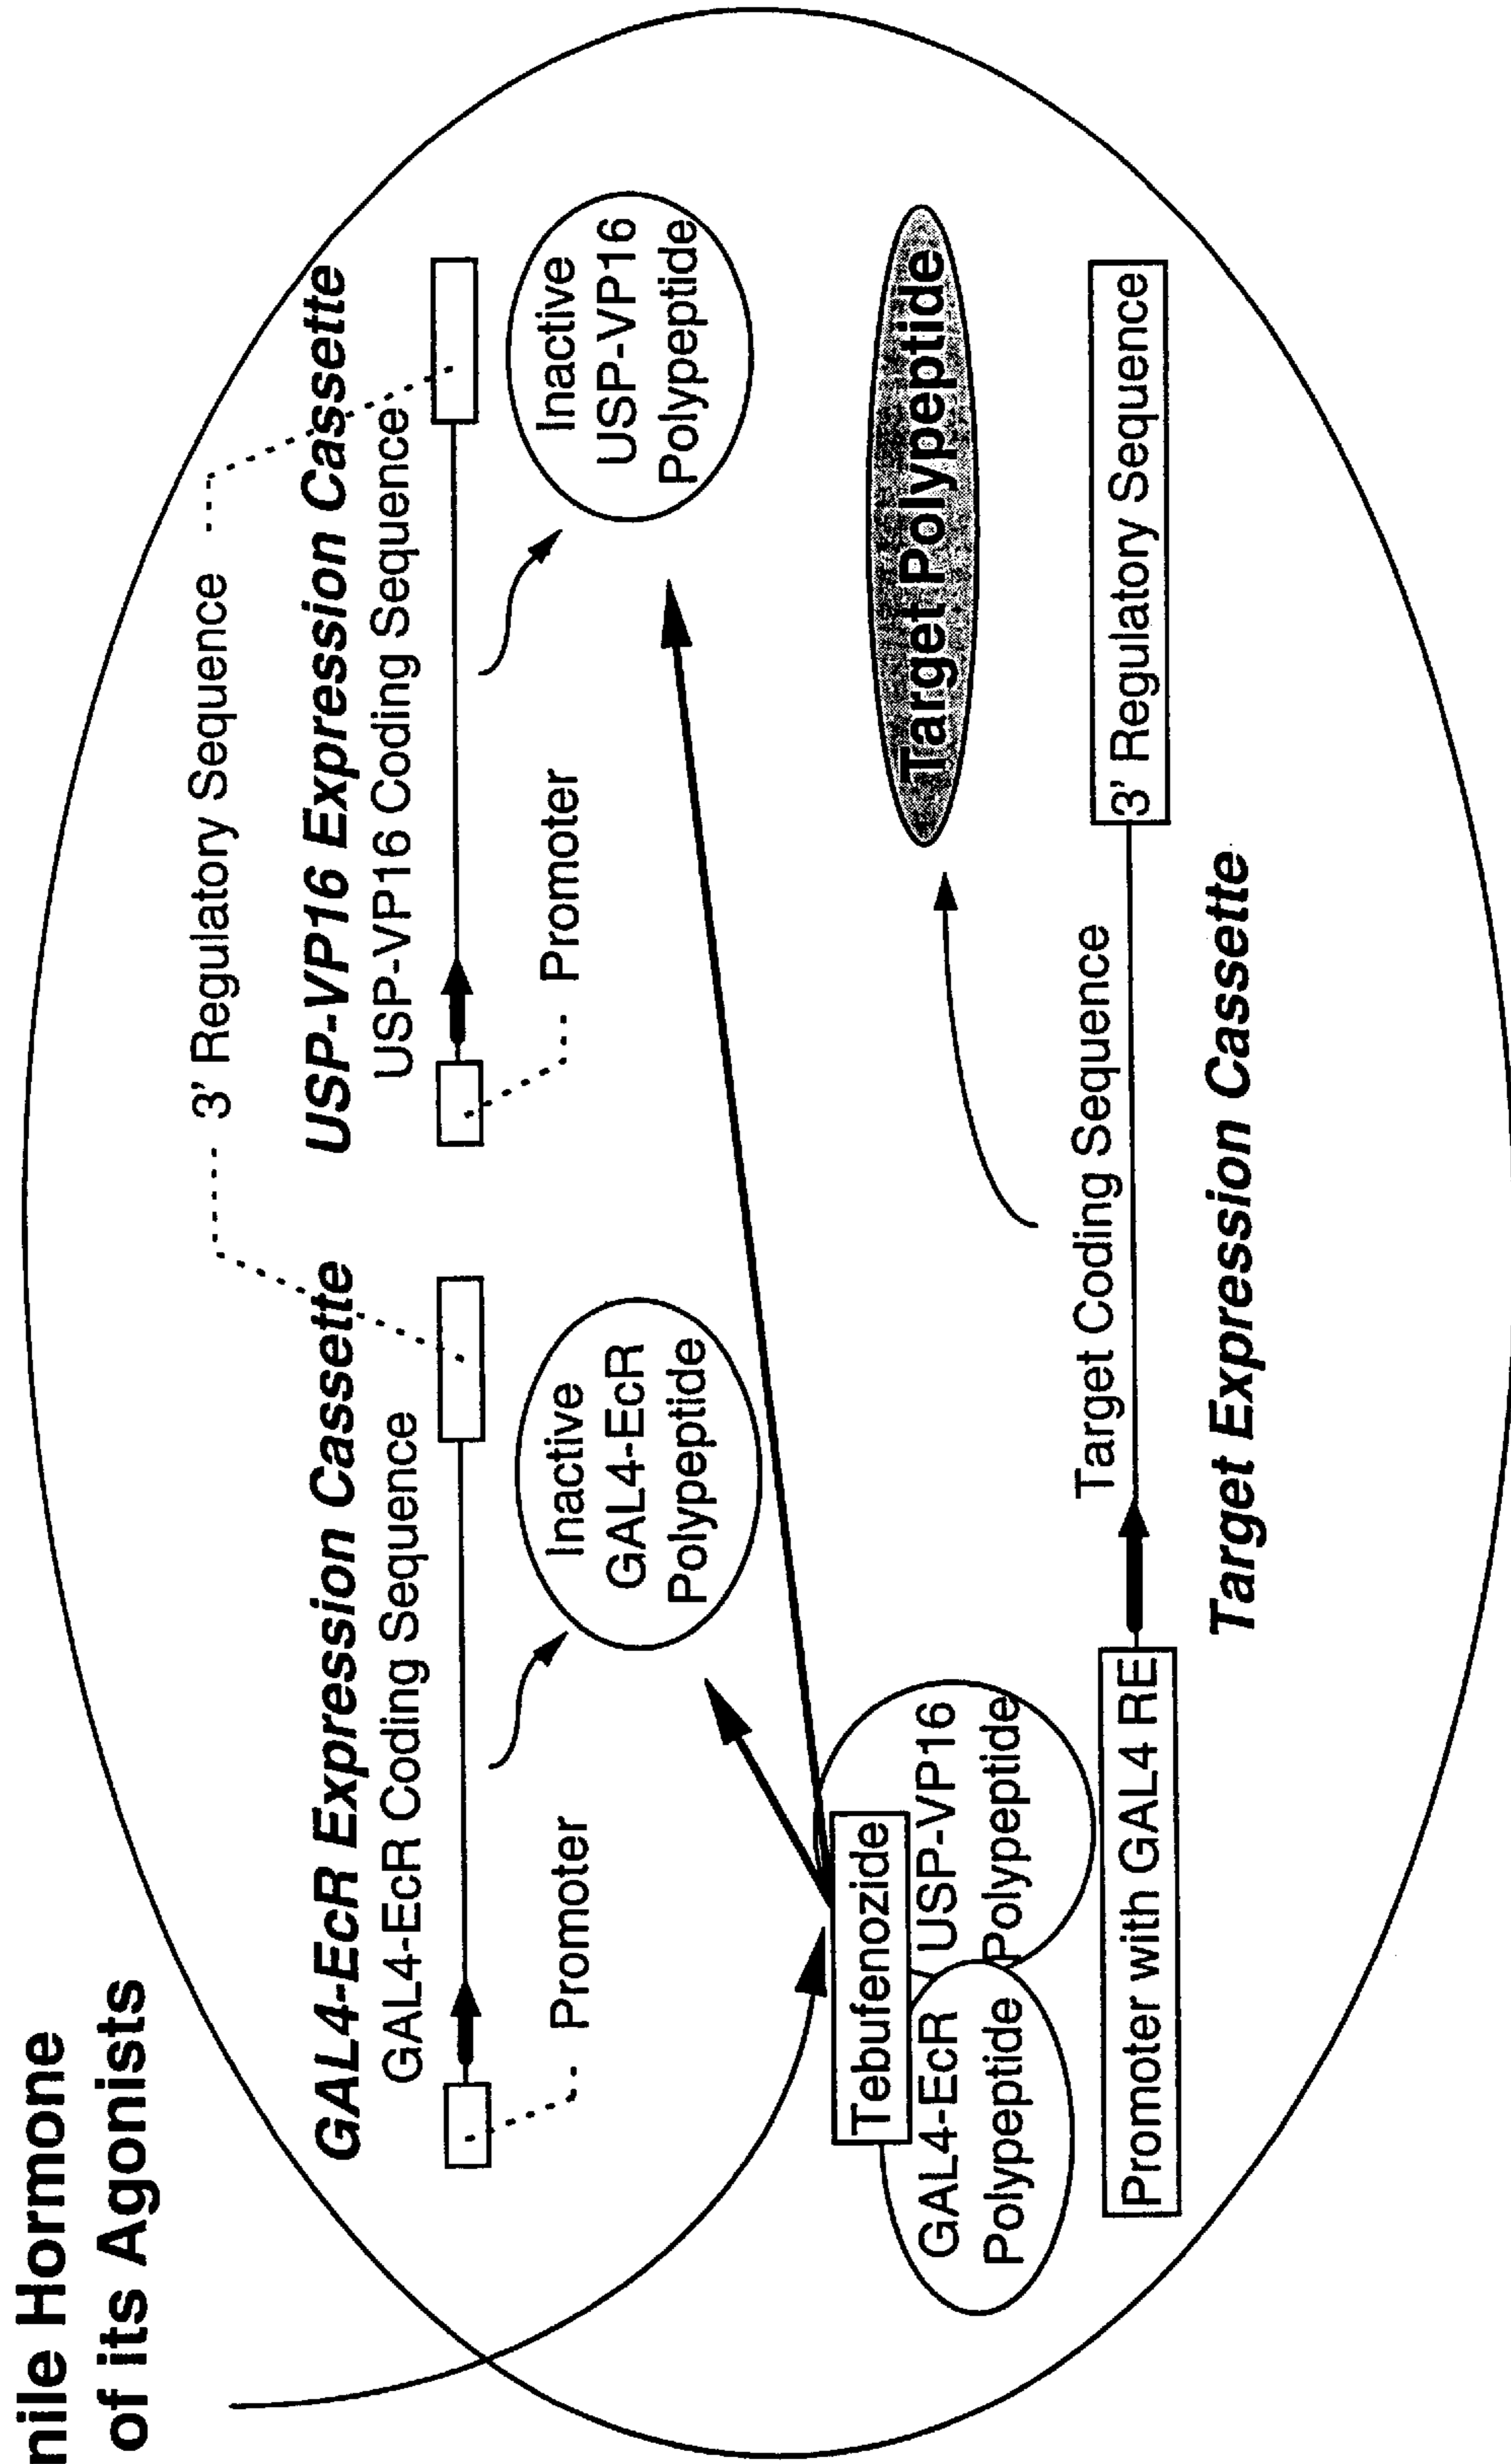 nile Hormone
of its Agonists
3' Regulatory Sequence
GAL4-EcR Expression Cassette
GAL4-EcR Coding Sequence
Promoter
Inactive
GAL4-EcR
Polypeptide
USP-VP16 Expression Cassette
USP-VP16 Coding Sequence
Promoter
Inactive
USP-VP16
Polypeptide
Tebufenozide
GAL4-EcR
Polypeptide
USP-VP16
Polypeptide
Target Polypeptide
Promoter with GAL4 RE
Target Coding Sequence
3' Regulatory Sequence
Target Expression Cassette